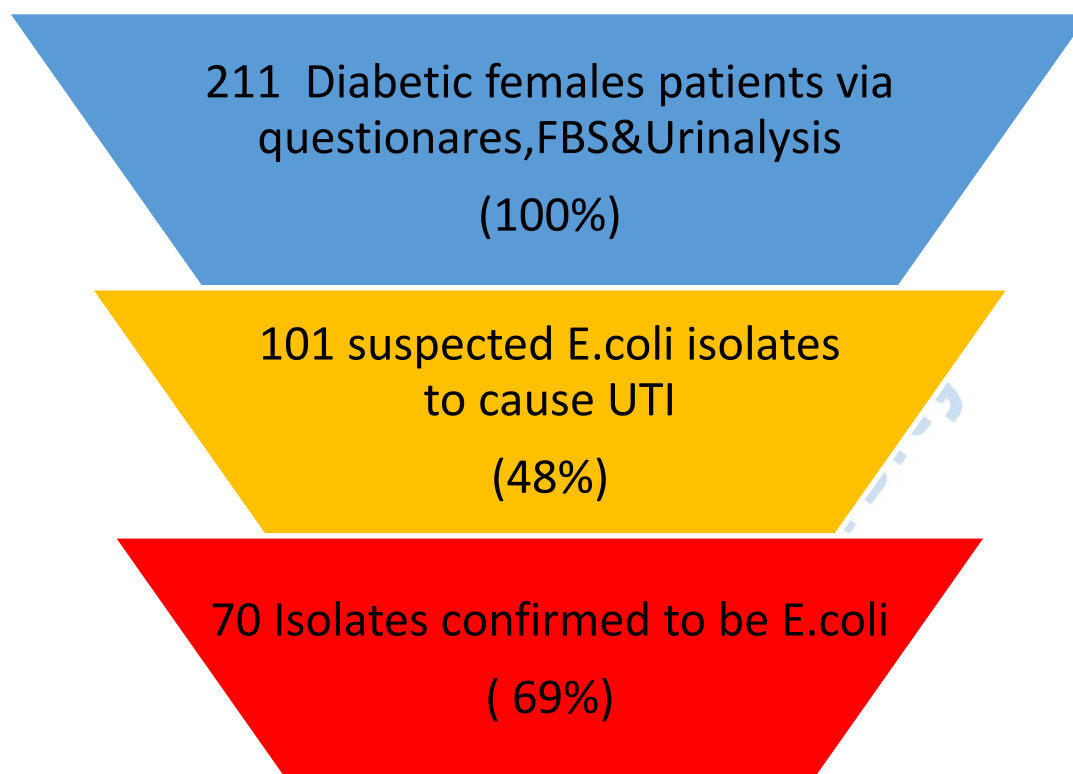 211  Diabetic females patients via
questionares,FBS&Urinalysis
(100%)
101 suspected E.coli isolates
to cause UTI
(48%)
70 Isolates confirmed to be E.coli
( 69%)